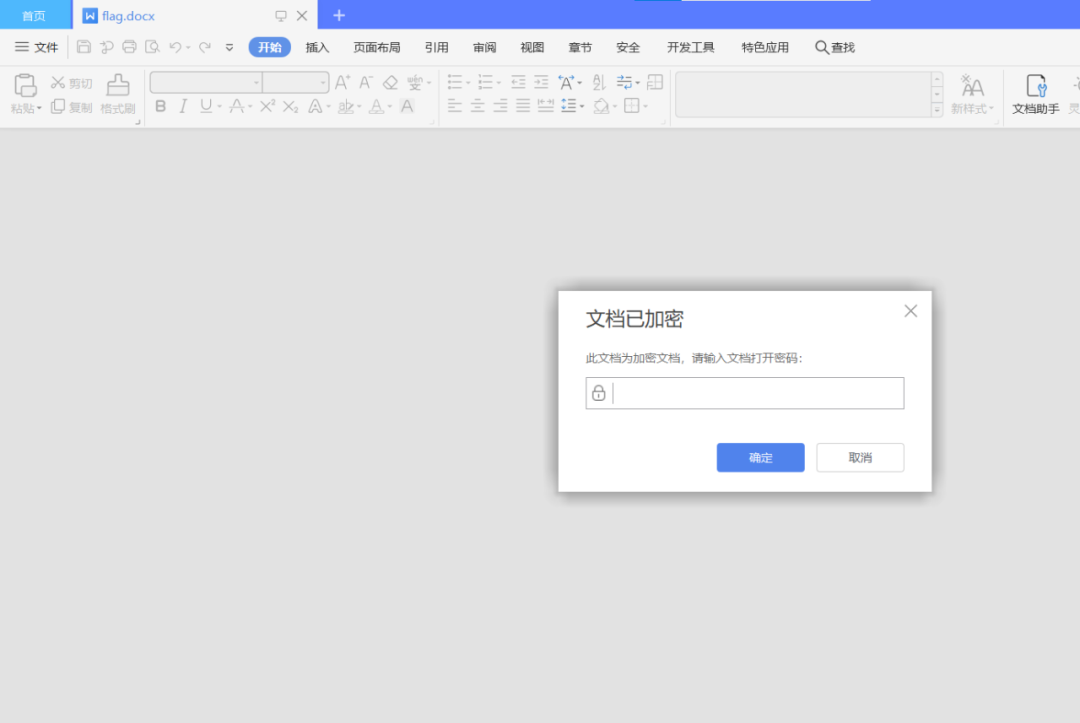 首页 flag.docx
文件 开始 插入 页面布局 引用 审阅 视图 章节 安全 开发工具 特色应用 查找
剪切
粘贴 复制 格式刷 B I U A X² X₂ A A A 新样式 文档助手 灵
文档已加密
此文档为加密文档，请输入文档打开密码：
确定 取消